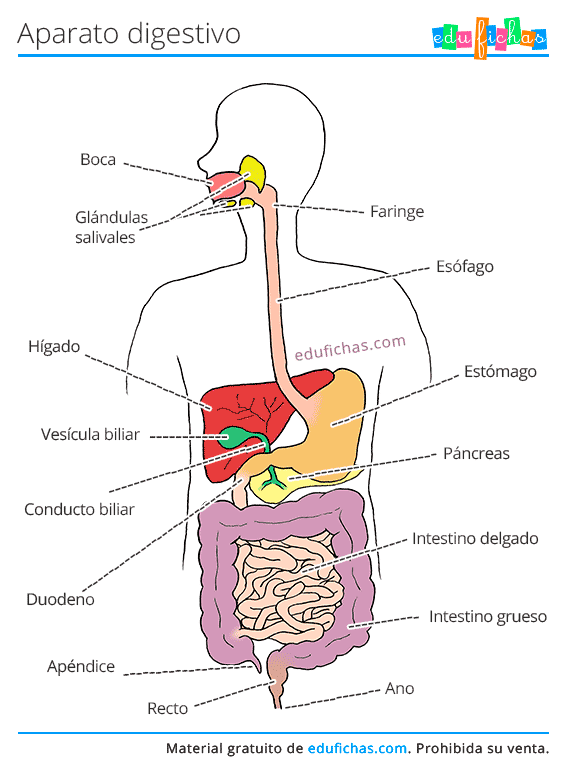 Aparato digestivo
edufichas
Boca
Glándulas
salivales
Faringe
Esófago
edufichas.com
Hígado
Estómago
Vesícula biliar
Páncreas
Conducto biliar
Intestino delgado
Duodeno
Intestino grueso
Apéndice
Ano
Recto
Material gratuito de edufichas.com. Prohibida su venta.